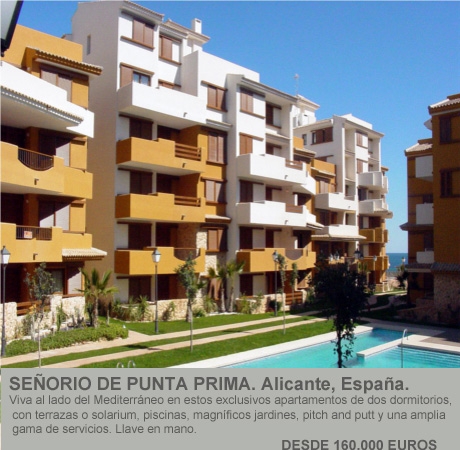 SEÑORIO DE PUNTA PRIMA. Alicante, España.
Viva al lado del Mediterráneo en estos exclusivos apartamentos de dos dormitorios,
con terrazas o solarium, piscinas, magníficos jardines, pitch and putt y una amplia
gama de servicios. Llave en mano.
DESDE 160.000 EUROS